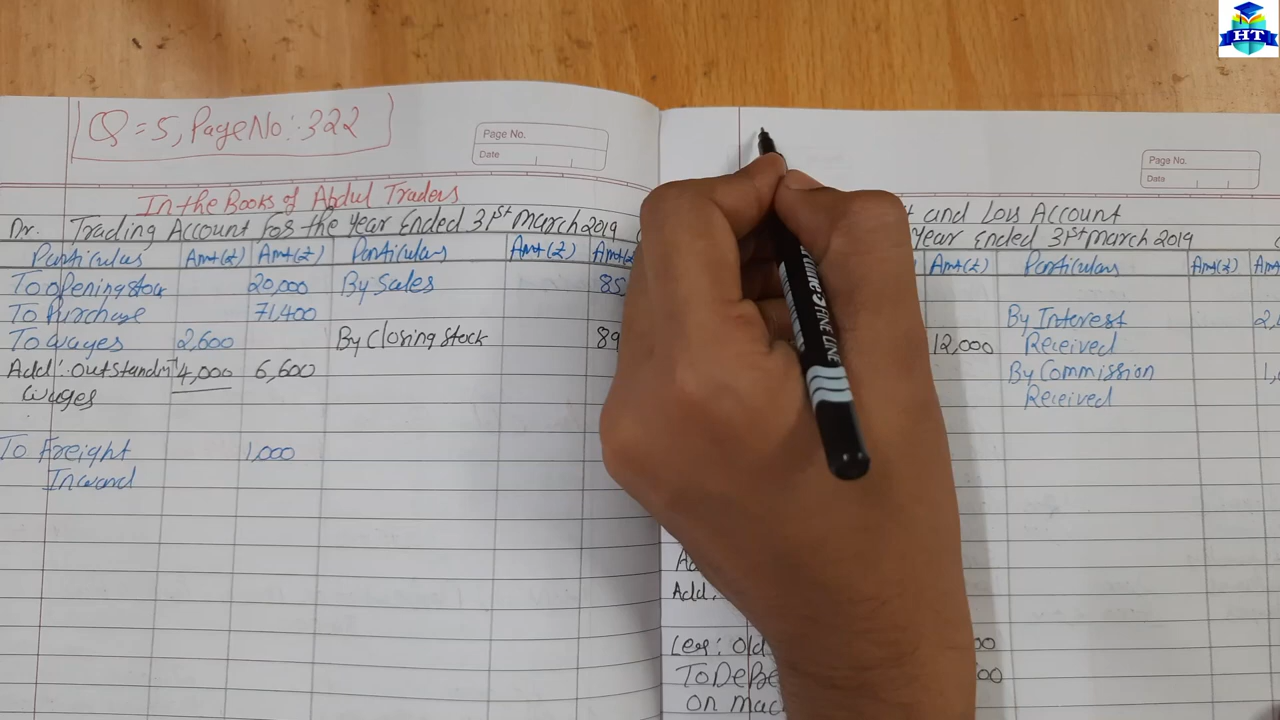 HT
Q = 5, Page No:. 322
Page No.
Date
In the Books of Abdul Traders
Dr. Trading Account for the Year Ended 31st March 2019
Particulars Amt(₹) Amt(₹) Particulars Amt(₹)
To opening stock 20,000 By Sales
To Purchase 71,400
To wages 2,600 By Closing stock
Add: outstanding 4,000 6,600
wages
To Freight 1,000
Inward
Page No.
Date
and Loss Account
Year Ended 31st March 2019
Amt(₹) Particulars Amt(₹)
By Interest
12,000 Received
By Commission
Received
Add.
Less: Old
To
on